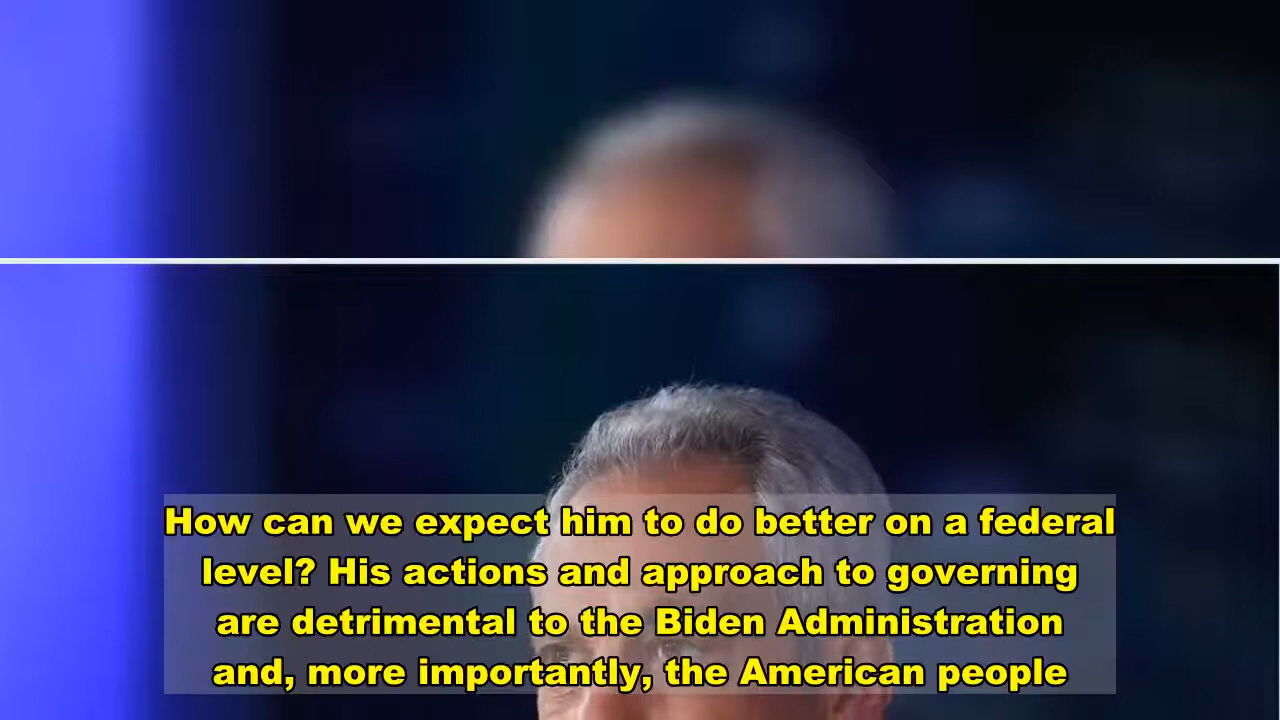 How can we expect him to do better on a federal
level? His actions and approach to governing
are detrimental to the Biden Administration
and, more importantly, the American people